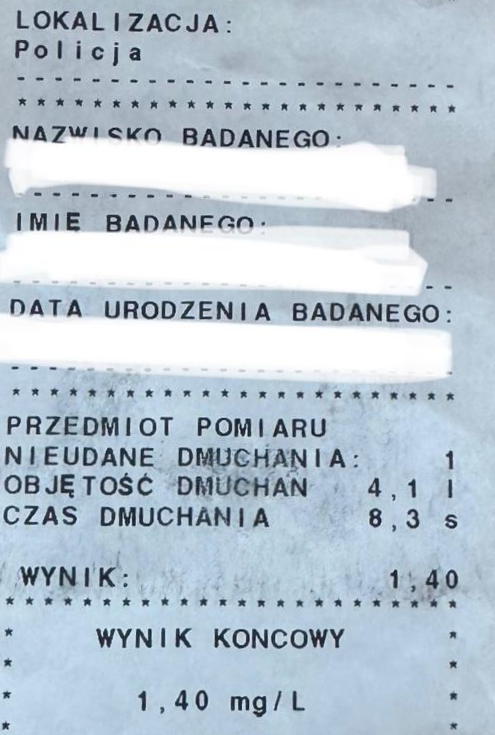 LOKALIZACJA:
Policja
- - - - - - - - - - - - - - - - - - - - - - - -
* * * * * * * * * * * * * * * * * * * * * * * *
NAZWISKO BADANEGO:
IMIE BADANEGO:
DATA URODZENIA BADANEGO:
* * * * * * * * * * * * * * * * * * * * * * * *
PRZEDMIOT POMIARU
NIEUDANE DMUCHANIA: 1
OBJĘTOŚĆ DMUCHAN 4,1 l
CZAS DMUCHANIA 8,3 s
WYNIK: 1,40
* * * * * * * * * * * * * * * * * * * * * * * *
* WYNIK KONCOWY *
* *
* 1,40 mg/L *
* *